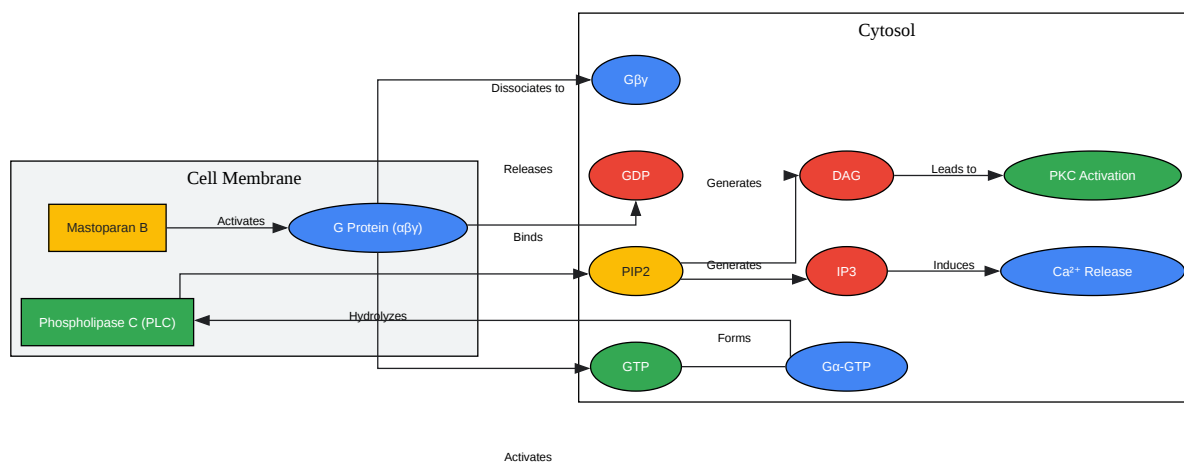 Cytosol
Gβγ
Dissociates to
Cell Membrane
Releases
GDP
Generates
DAG
Leads to
PKC Activation
Mastoparan B
Activates
G Protein (αβγ)
Binds
PIP2
Generates
IP3
Induces
Ca²⁺ Release
Phospholipase C (PLC)
Hydrolyzes
Forms
GTP
Gα-GTP
Activates